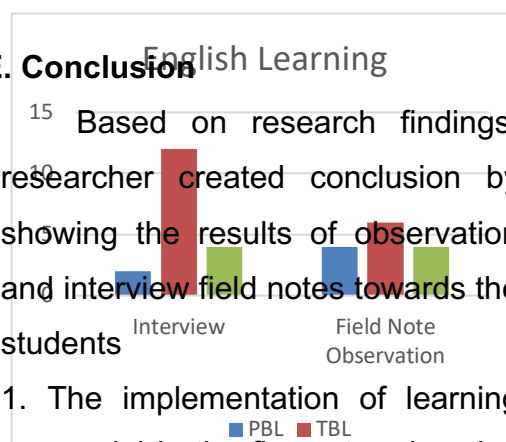 English Learning
E. Conclusion
15
Based on research findings
10
researcher created conclusion by
5
showing the results of observation
0
and interview field notes towards the
Interview
Field Note
students
Observation
1. The implementation of learning
PBL TBL